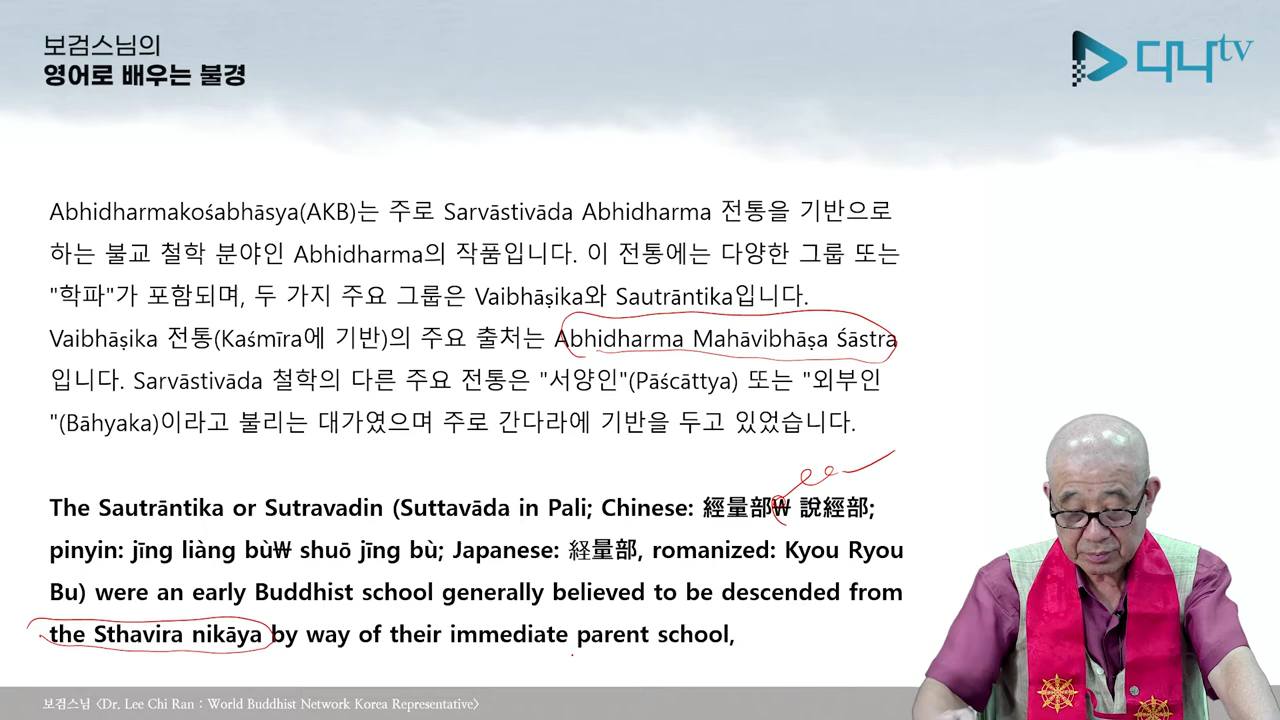 보검스님의
영어로 배우는 불경
다나tv
Abhidharmakośabhāsya(AKB)는 주로 Sarvāstivāda Abhidharma 전통을 기반으로
하는 불교 철학 분야인 Abhidharma의 작품입니다. 이 전통에는 다양한 그룹 또는
"학파"가 포함되며, 두 가지 주요 그룹은 Vaibhāṣika와 Sautrāntika입니다.
Vaibhāṣika 전통(Kaśmīra에 기반)의 주요 출처는 Abhidharma Mahāvibhāṣa Śāstra
입니다. Sarvāstivāda 철학의 다른 주요 전통은 "서양인"(Pāścāttya) 또는 "외부인
"(Bāhyaka)이라고 불리는 대가였으며 주로 간다라에 기반을 두고 있었습니다.
The Sautrāntika or Sutravadin (Suttavāda in Pali; Chinese: 經量部₩ 說經部;
pinyin: jīng liàng bù₩ shuō jīng bù; Japanese: 経量部, romanized: Kyou Ryou
Bu) were an early Buddhist school generally believed to be descended from
the Sthavira nikāya by way of their immediate parent school,
보검스님 <Dr. Lee Chi Ran : World Buddhist Network Korea Representative>